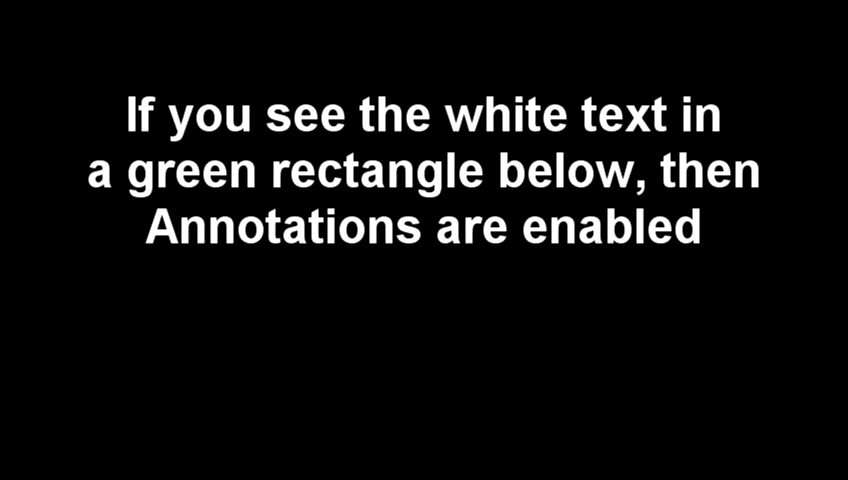 If you see the white text in
a green rectangle below, then
Annotations are enabled